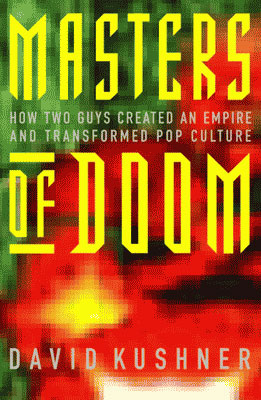 MASTERS
HOW TWO GUYS CREATED AN EMPIRE
AND TRANSFORMED POP CULTURE
OF DOOM
DAVID KUSHNER